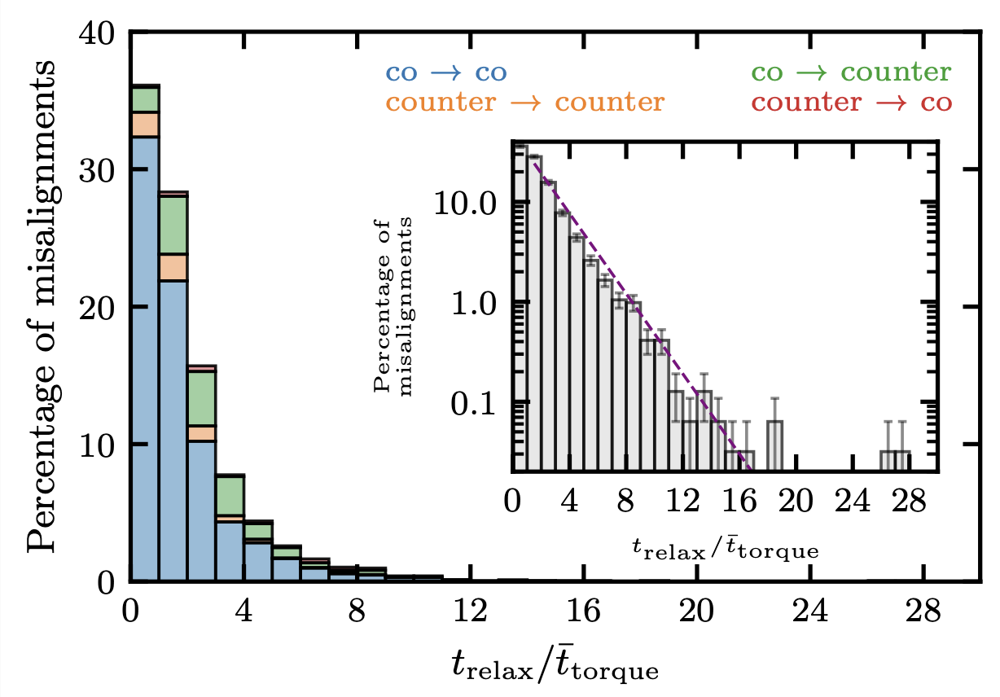 40
30
20
10
0
Percentage of misalignments
co → co
counter → counter
co → counter
counter → co
10.0
1.0
0.1
Percentage of
misalignments
0 4 8 12 16 20 24 28
t_relax/t̄_torque
0 4 8 12 16 20 24 28
t_relax/t̄_torque